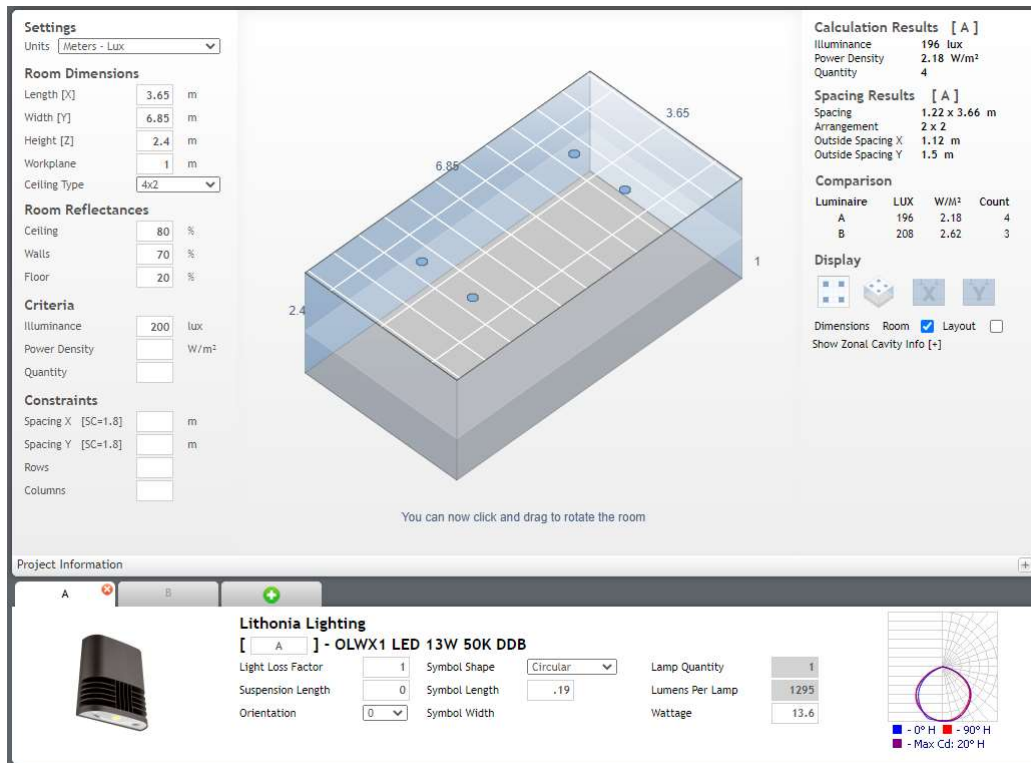 Settings
Units Meters - Lux
Room Dimensions
Length [X] 3.65 m
Width [Y] 6.85 m
Height [Z] 2.4 m
Workplane 1 m
Ceiling Type 4x2
Room Reflectances
Ceiling 80 %
Walls 70 %
Floor 20 %
Criteria
Illuminance 200 lux
Power Density W/m²
Quantity
Constraints
Spacing X [SC=1.8] m
Spacing Y [SC=1.8] m
Rows
Columns
3.65
6.85
2.4
1
You can now click and drag to rotate the room
Calculation Results [ A ]
Illuminance 196 lux
Power Density 2.18 W/m²
Quantity 4
Spacing Results [ A ]
Spacing 1.22 x 3.66 m
Arrangement 2 x 2
Outside Spacing X 1.12 m
Outside Spacing Y 1.5 m
Comparison
Luminaire LUX W/M² Count
A 196 2.18 4
B 208 2.62 3
Display
X Y
Dimensions Room Layout
Show Zonal Cavity Info [+]
Project Information
A B
Lithonia Lighting
[ A ] - OLWX1 LED 13W 50K DDB
Light Loss Factor 1 Symbol Shape Circular Lamp Quantity 1
Suspension Length 0 Symbol Length .19 Lumens Per Lamp 1295
Orientation 0 Symbol Width Wattage 13.6
- 0° H - 90° H
- Max Cd: 20° H